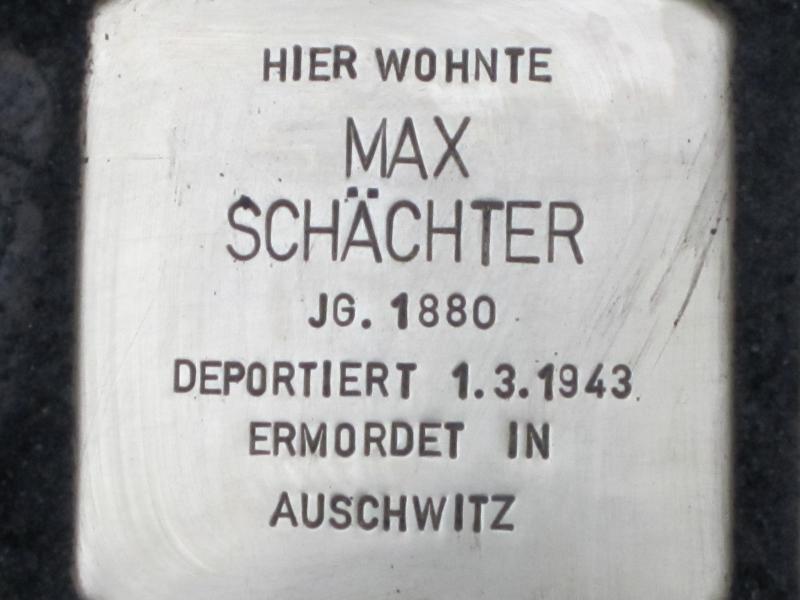 HIER WOHNTE
MAX
SCHÄCHTER
JG. 1880
DEPORTIERT 1.3.1943
ERMORDET IN
AUSCHWITZ